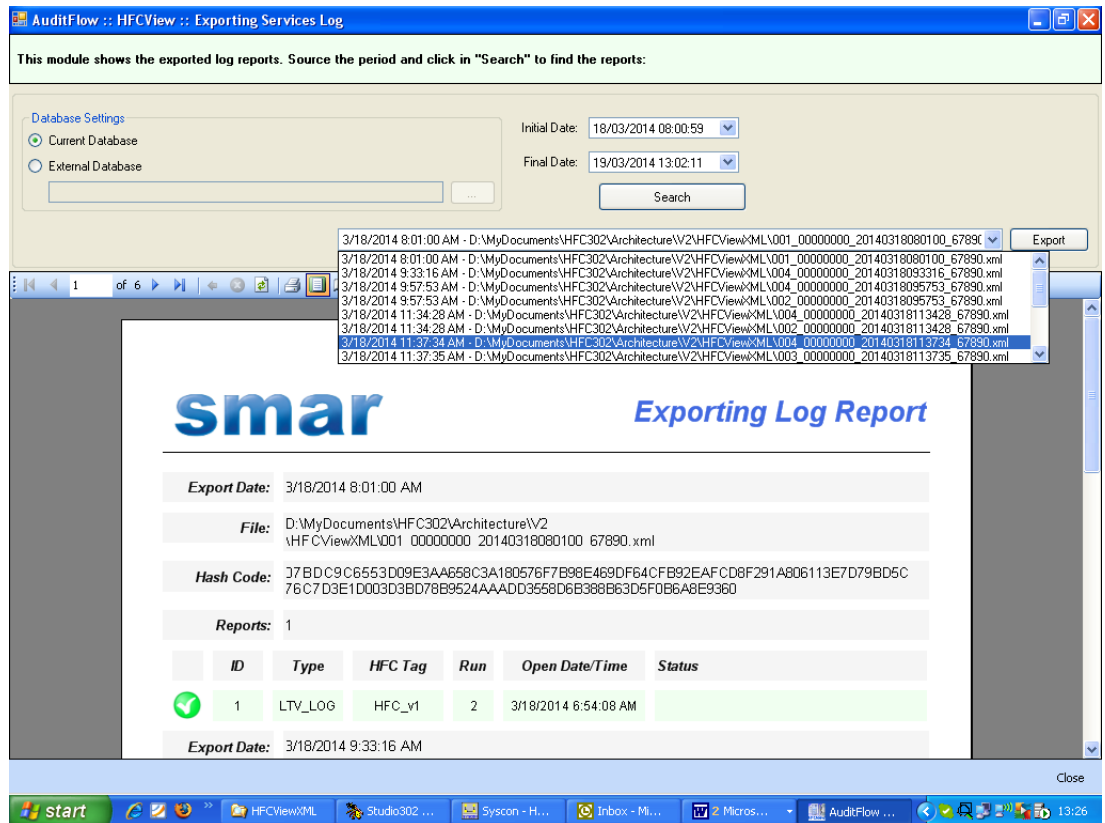 AuditFlow :: HFCView :: Exporting Services Log
This module shows the exported log reports. Source the period and click in "Search" to find the reports:
Database Settings
Current Database
External Database
...
Initial Date: 18/03/2014 08:00:59
Final Date: 19/03/2014 13:02:11
Search
3/18/2014 8:01:00 AM - D:\MyDocuments\HFC302\Architecture\V2\HFCViewXML\001_00000000_20140318080100_6789(
Export
3/18/2014 8:01:00 AM - D:\MyDocuments\HFC302\Architecture\V2\HFCViewXML\001_00000000_20140318080100_67890.xml
3/18/2014 9:33:16 AM - D:\MyDocuments\HFC302\Architecture\V2\HFCViewXML\004_00000000_20140318093316_67890.xml
3/18/2014 9:57:53 AM - D:\MyDocuments\HFC302\Architecture\V2\HFCViewXML\004_00000000_20140318095753_67890.xml
3/18/2014 9:57:53 AM - D:\MyDocuments\HFC302\Architecture\V2\HFCViewXML\002_00000000_20140318095753_67890.xml
3/18/2014 11:34:28 AM - D:\MyDocuments\HFC302\Architecture\V2\HFCViewXML\004_00000000_20140318113428_67890.xml
3/18/2014 11:34:28 AM - D:\MyDocuments\HFC302\Architecture\V2\HFCViewXML\002_00000000_20140318113428_67890.xml
3/18/2014 11:37:34 AM - D:\MyDocuments\HFC302\Architecture\V2\HFCViewXML\004_00000000_20140318113734_67890.xml
3/18/2014 11:37:35 AM - D:\MyDocuments\HFC302\Architecture\V2\HFCViewXML\003_00000000_20140318113735_67890.xml
1 of 6
smar
Exporting Log Report
Export Date: 3/18/2014 8:01:00 AM
File: D:\MyDocuments\HFC302\Architecture\V2
\HFCViewXML\001_00000000_20140318080100_67890.xml
Hash Code: 07BDC9C6553D09E3AA658C3A180576F7B98E469DF64CFB92EAFCD8F291A806113E7D79BD5C
76C7D3E1D003D3BD78B9524AAADD3558D6B388B63D5F0B6A8E9360
Reports: 1
ID Type HFC Tag Run Open Date/Time Status
1 LTV_LOG HFC_v1 2 3/18/2014 6:54:08 AM
Export Date: 3/18/2014 9:33:16 AM
Close
start
HFCViewXML
Studio302 ...
Syscon - H...
Inbox - Mi...
2 Micros...
AuditFlow ...
13:26